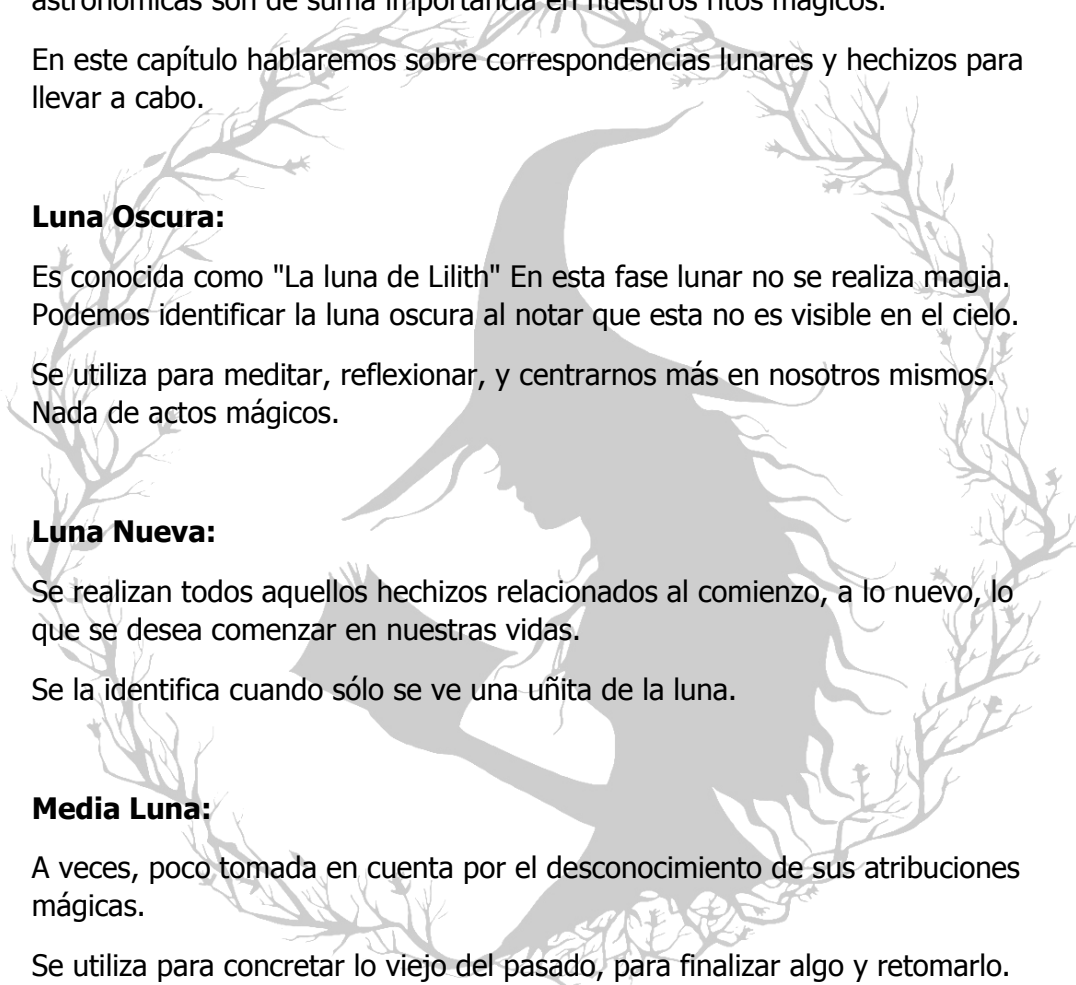 astronómicas son de suma importancia en nuestros ritos mágicos.
En este capítulo hablaremos sobre correspondencias lunares y hechizos para
llevar a cabo.
Luna Oscura:
Es conocida como "La luna de Lilith" En esta fase lunar no se realiza magia.
Podemos identificar la luna oscura al notar que esta no es visible en el cielo.
Se utiliza para meditar, reflexionar, y centrarnos más en nosotros mismos.
Nada de actos mágicos.
Luna Nueva:
Se realizan todos aquellos hechizos relacionados al comienzo, a lo nuevo, lo
que se desea comenzar en nuestras vidas.
Se la identifica cuando sólo se ve una uñita de la luna.
Media Luna:
A veces, poco tomada en cuenta por el desconocimiento de sus atribuciones
mágicas.
Se utiliza para concretar lo viejo del pasado, para finalizar algo y retomarlo.